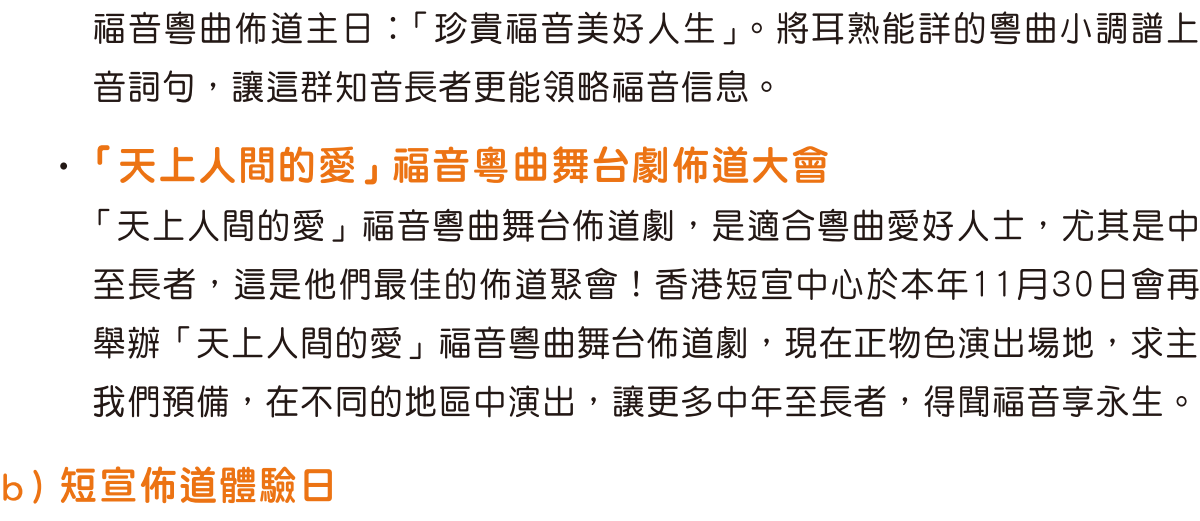 福音粵曲佈道主日：「珍貴福音美好人生」。將耳熟能詳的粵曲小調譜上
音詞句，讓這群知音長者更能領略福音信息。
・「天上人間的愛」福音粵曲舞台劇佈道大會
「天上人間的愛」福音粵曲舞台佈道劇，是適合粵曲愛好人士，尤其是中
至長者，這是他們最佳的佈道聚會！香港短宣中心於本年11月30日會再
舉辦「天上人間的愛」福音粵曲舞台佈道劇，現在正物色演出場地，求主
我們預備，在不同的地區中演出，讓更多中年至長者，得聞福音享永生。
b）短宣佈道體驗日